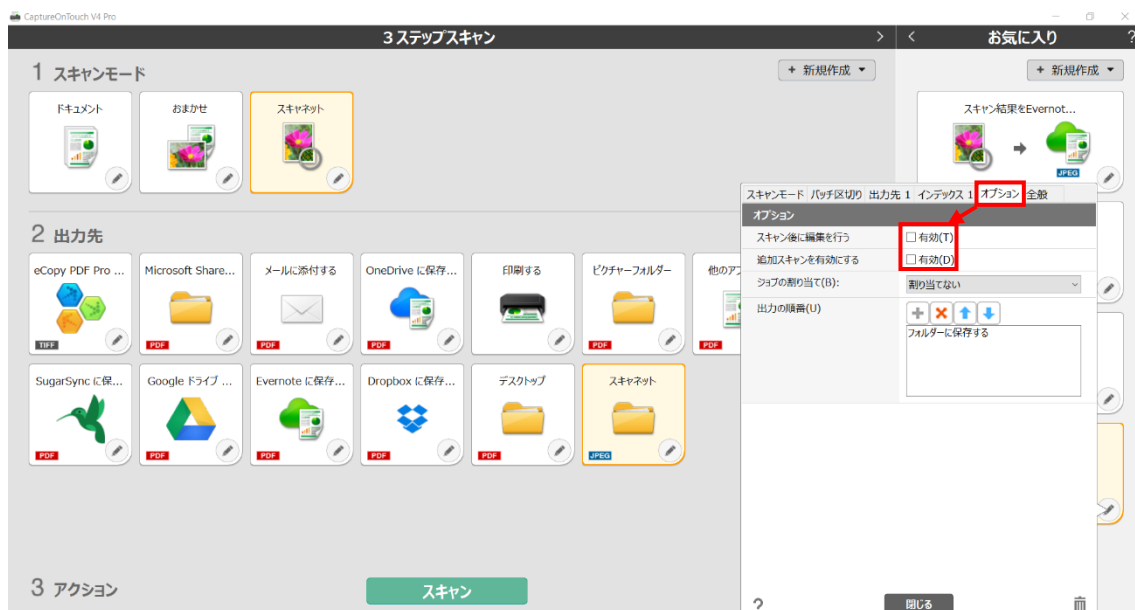 CaptureOnTouch V4 Pro
3 ステップスキャン
お気に入り
?
1 スキャンモード
+ 新規作成
+ 新規作成
ドキュメント
おまかせ
スキャネット
スキャン結果をEvernot...
JPEG
スキャンモード バッチ区切り 出力先 1 インデックス 1 オプション 全般
オプション
スキャン後に編集を行う
有効(T)
追加スキャンを有効にする
有効(D)
ジョブの割り当て(B):
割り当てない
出力の順番(U)
フォルダーに保存する
2 出力先
eCopy PDF Pro ...
Microsoft Share...
メールに添付する
OneDrive に保存...
印刷する
ピクチャーフォルダー
他のアプ
TIFF
PDF
PDF
PDF
PDF
PDF
SugarSync に保...
Google ドライブ ...
Evernote に保存...
Dropbox に保存...
デスクトップ
スキャネット
PDF
PDF
PDF
PDF
PDF
JPEG
3 アクション
スキャン
?
閉じる